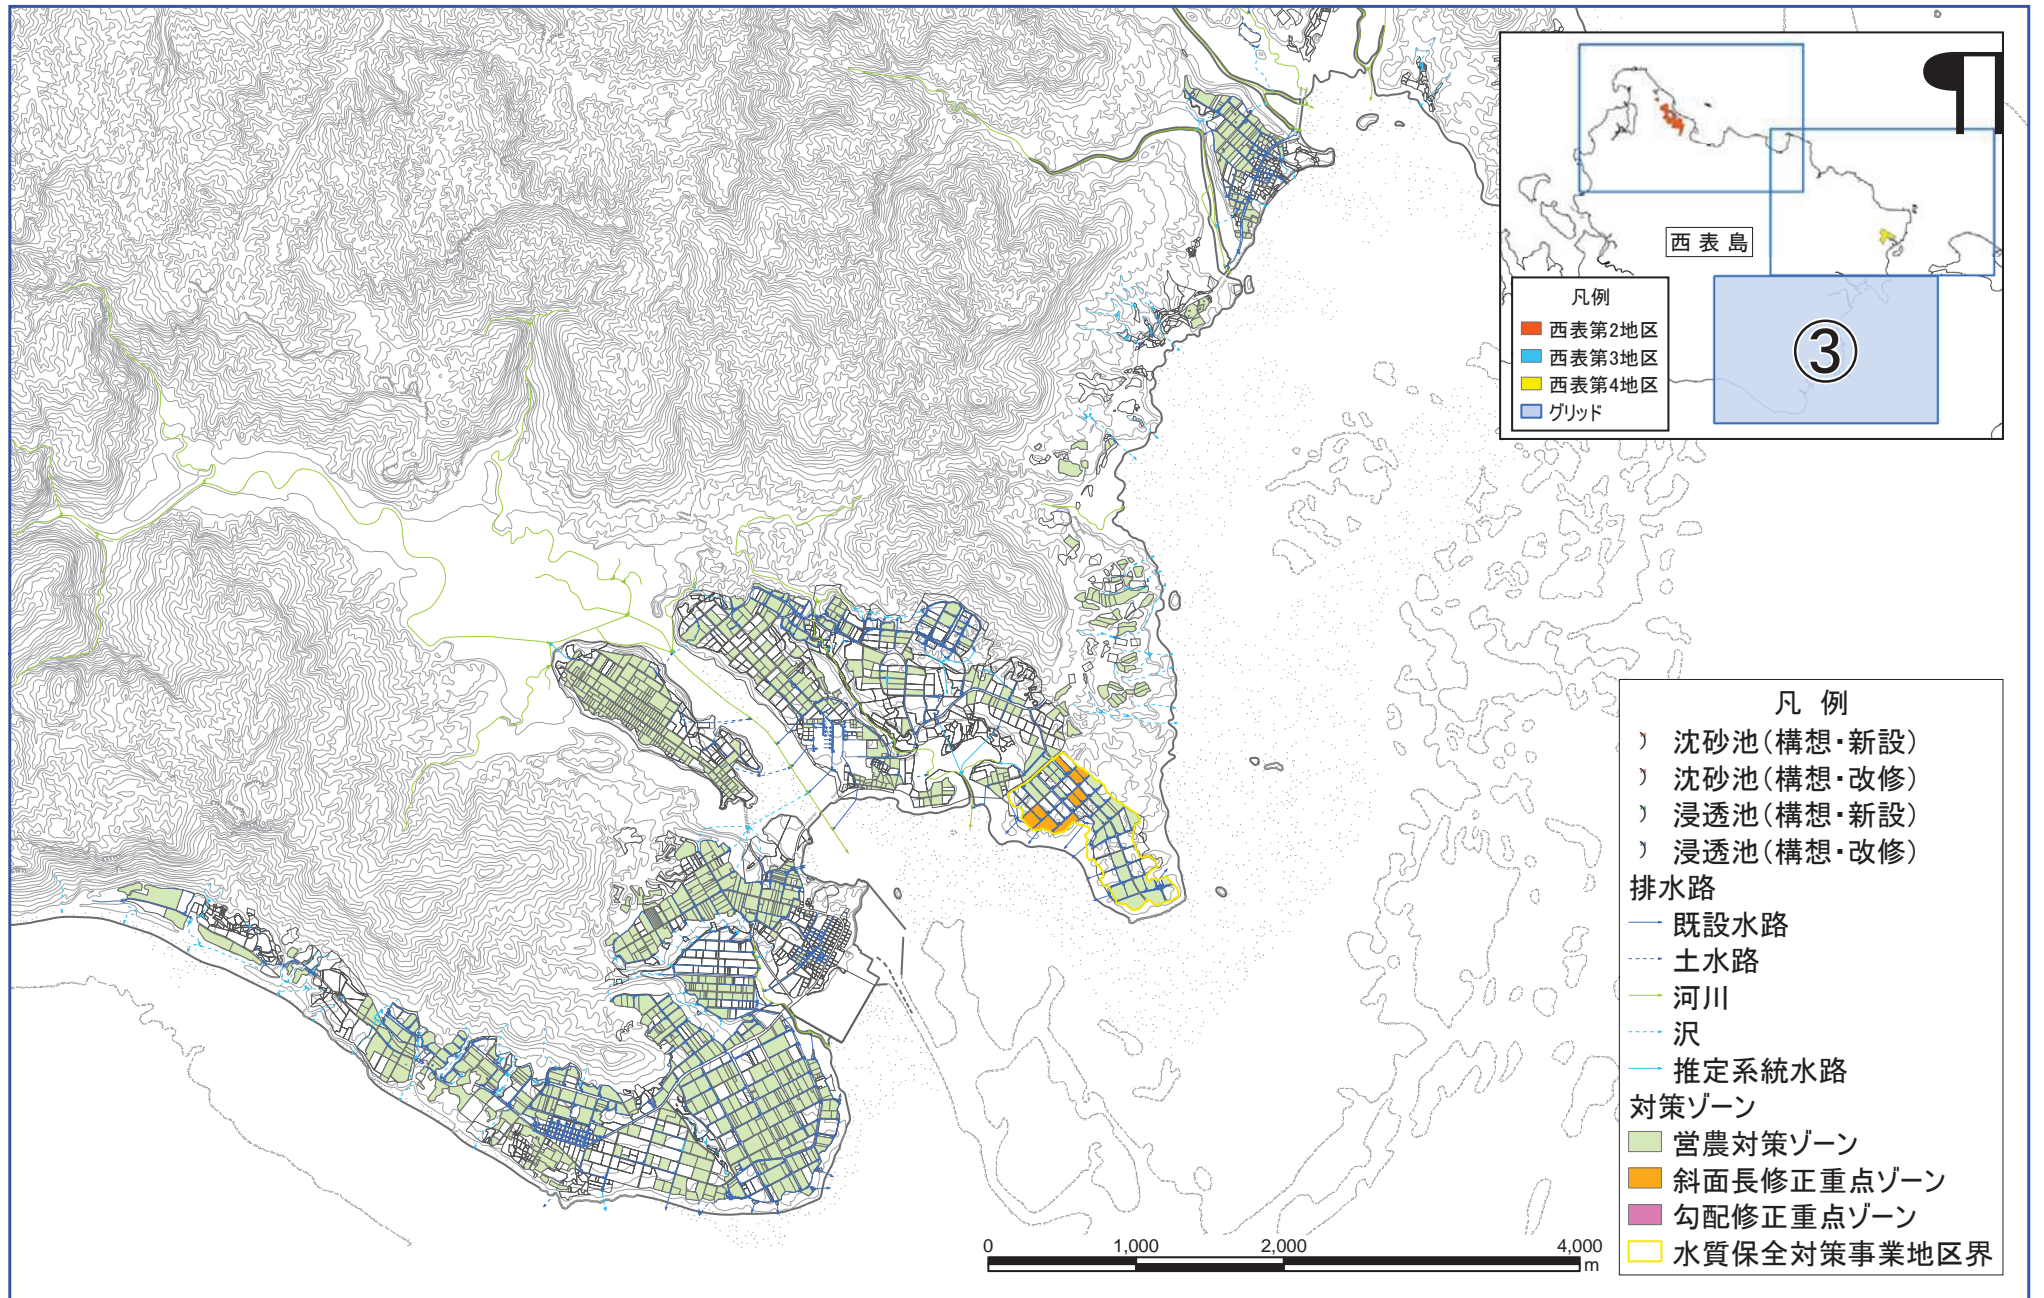 西表島
凡例
西表第2地区
西表第3地区
西表第4地区
グリッド
③
凡 例
沈砂池(構想・新設)
沈砂池(構想・改修)
浸透池(構想・新設)
浸透池(構想・改修)
排水路
既設水路
土水路
河川
沢
推定系統水路
対策ゾーン
営農対策ゾーン
斜面長修正重点ゾーン
勾配修正重点ゾーン
水質保全対策事業地区界
0 1,000 2,000 4,000
m